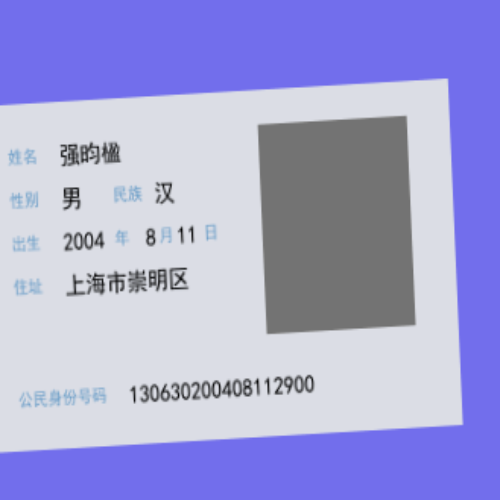 姓名 强昀楹
性别 男 民族 汉
出生 2004 年 8 月 11 日
住址 上海市崇明区
公民身份号码 130630200408112900